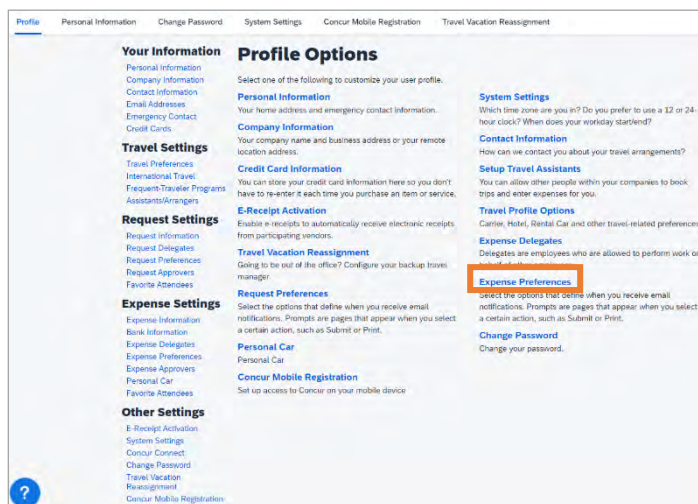 Profile Personal Information Change Password System Settings Concur Mobile Registration Travel Vacation Reassignment
Your Information
Personal Information
Company Information
Contact Information
Email Addresses
Emergency Contact
Credit Cards
Travel Settings
Travel Preferences
International Travel
Frequent-Traveler Programs
Assistants/Arrangers
Request Settings
Request Information
Request Delegates
Request Preferences
Request Approvers
Favorite Attendees
Expense Settings
Expense Information
Bank Information
Expense Delegates
Expense Preferences
Expense Approvers
Personal Car
Favorite Attendees
Other Settings
E-Receipt Activation
System Settings
Concur Connect
Change Password
Travel Vacation
Reassignment
Concur Mobile Registration
Profile Options
Select one of the following to customize your user profile.
Personal Information
Your home address and emergency contact information.
Company Information
Your company name and business address or your remote
location address.
Credit Card Information
You can store your credit card information here so you don't
have to re-enter it each time you purchase an item or service.
E-Receipt Activation
Enable e-receipts to automatically receive electronic receipts
from participating vendors.
Travel Vacation Reassignment
Going to be out of the office? Configure your backup travel
manager.
Request Preferences
Select the options that define when you receive email
notifications. Prompts are pages that appear when you select
a certain action, such as Submit or Print.
Personal Car
Personal Car
Concur Mobile Registration
Set up access to Concur on your mobile device
System Settings
Which time zone are you in? Do you prefer to use a 12 or 24-
hour clock? When does your workday start/end?
Contact Information
How can we contact you about your travel arrangements?
Setup Travel Assistants
You can allow other people within your companies to book
trips and enter expenses for you.
Travel Profile Options
Carrier, Hotel, Rental Car and other travel-related preferences.
Expense Delegates
Delegates are employees who are allowed to perform work on
Expense Preferences
Select the options that define when you receive email
notifications. Prompts are pages that appear when you select
a certain action, such as Submit or Print.
Change Password
Change your password.
?